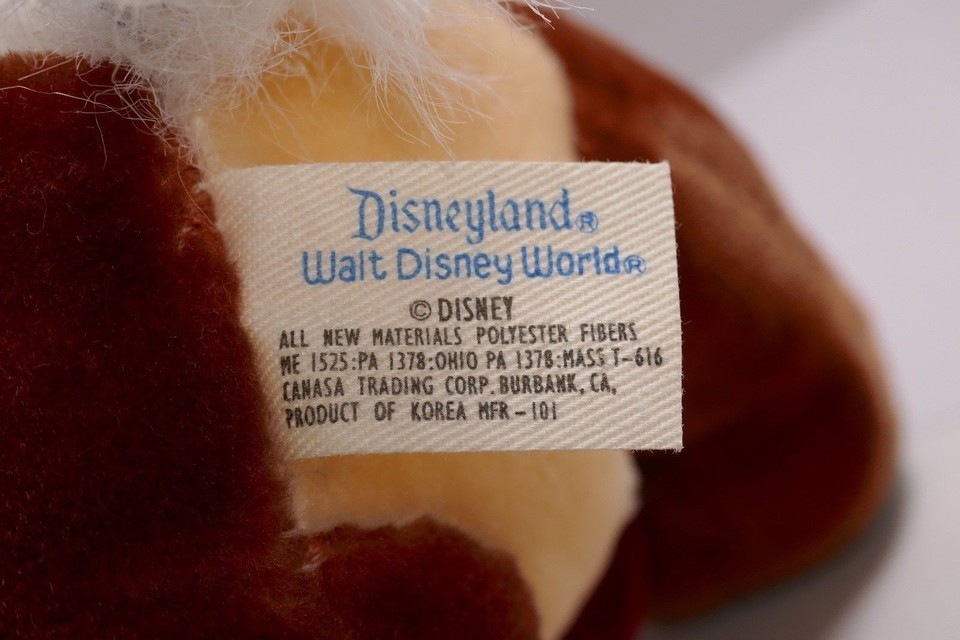 Disneyland®
Walt Disney World®
© DISNEY
ALL NEW MATERIALS POLYESTER FIBERS
ME 1525:PA 1378:OHIO PA 1378:MASS T-616
CANASA TRADING CORP. BURBANK, CA,
PRODUCT OF KOREA MFR-101